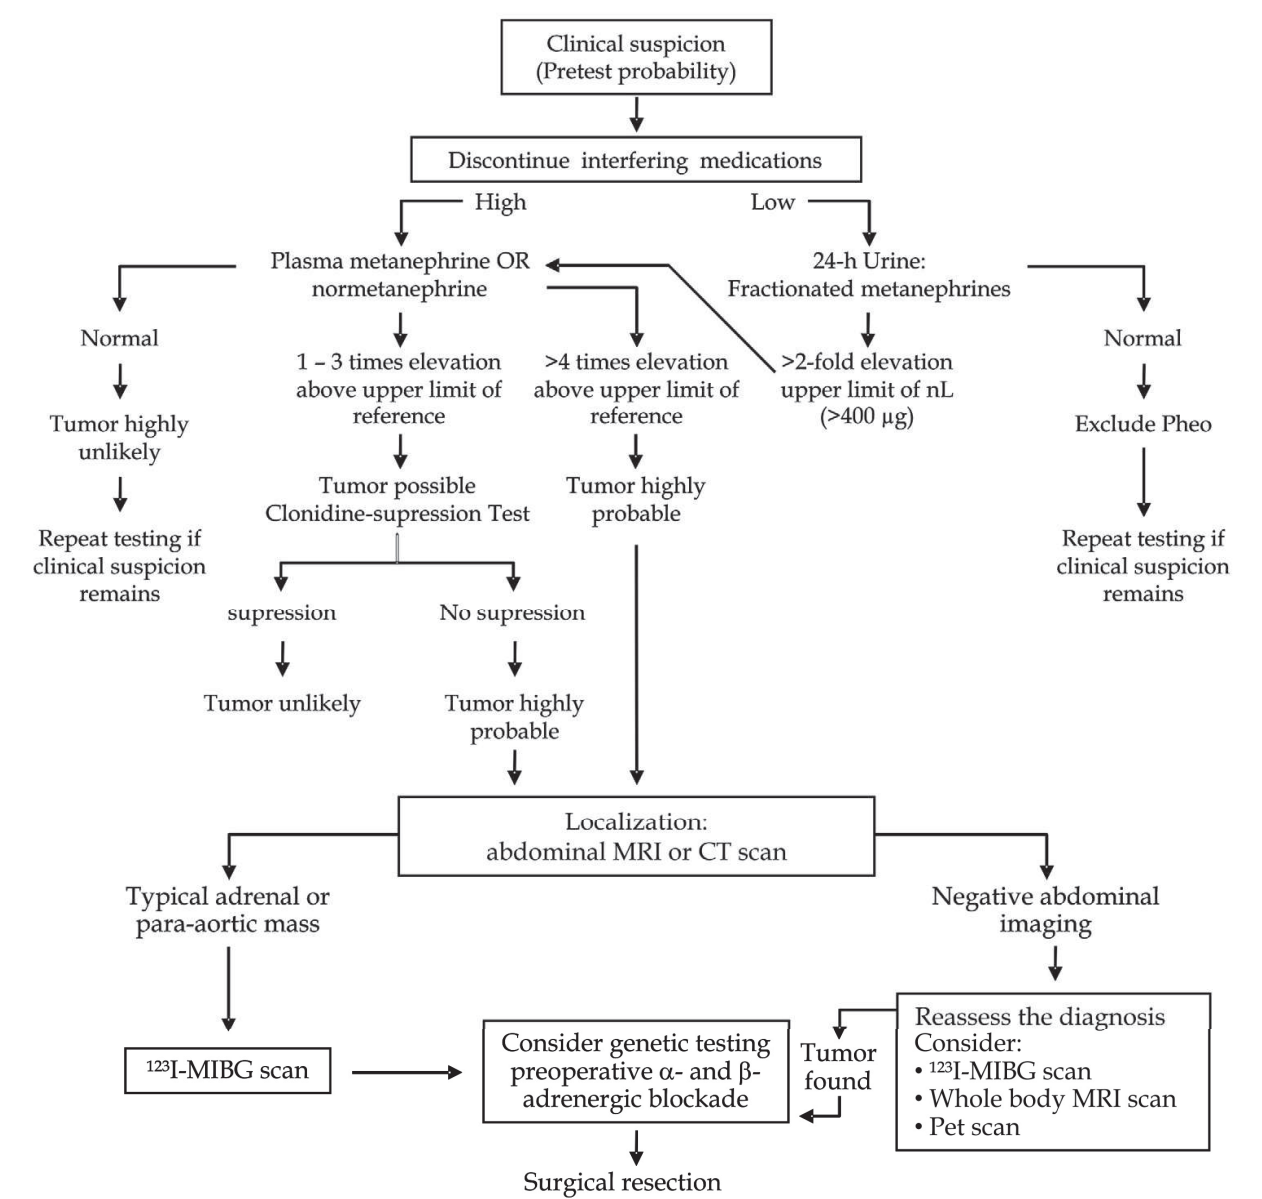 Clinical suspicion
(Pretest probability)
Discontinue interfering medications
High
Low
Plasma metanephrine OR
normetanephrine
24-h Urine:
Fractionated metanephrines
Normal
Tumor highly
unlikely
Repeat testing if
clinical suspicion
remains
1 – 3 times elevation
above upper limit of
reference
Tumor possible
Clonidine-supression Test
supression
Tumor unlikely
No supression
Tumor highly
probable
>4 times elevation
above upper limit of
reference
Tumor highly
probable
>2-fold elevation
upper limit of nL
(>400 µg)
Normal
Exclude Pheo
Repeat testing if
clinical suspicion
remains
Localization:
abdominal MRI or CT scan
Typical adrenal or
para-aortic mass
¹²³I-MIBG scan
Negative abdominal
imaging
Reassess the diagnosis
Consider:
• ¹²³I-MIBG scan
• Whole body MRI scan
• Pet scan
Tumor
found
Consider genetic testing
preoperative α- and β-
adrenergic blockade
Surgical resection